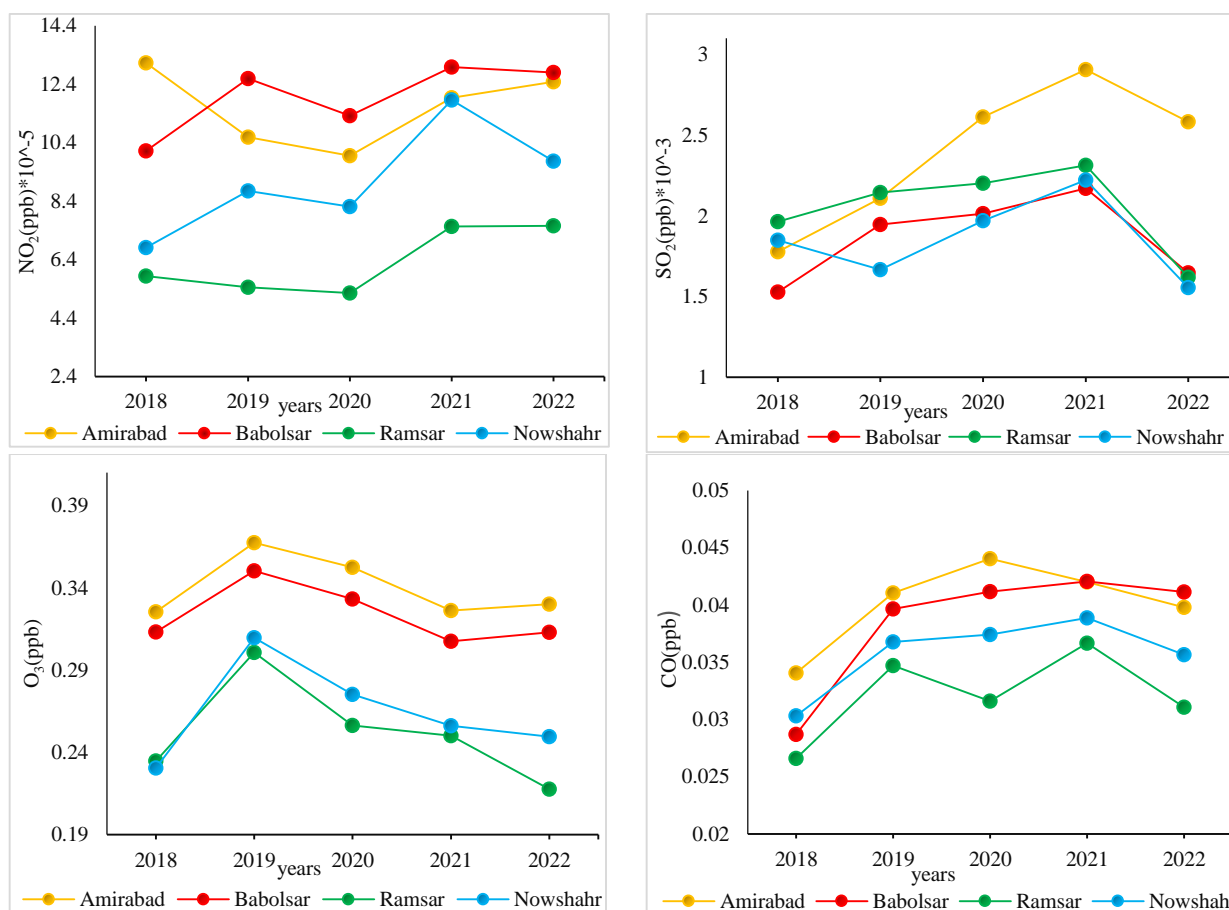 14.4
12.4
10.4
8.4
6.4
4.4
2.4
NO₂(ppb)*10^-5
2018 2019 2020 2021 2022
years
Amirabad Babolsar Ramsar Nowshahr
3
2.5
2
1.5
1
SO₂(ppb)*10^-3
2018 2019 2020 2021 2022
years
Amirabad Babolsar Ramsar Nowshahr
0.39
0.34
0.29
0.24
0.19
O₃(ppb)
2018 2019 2020 2021 2022
years
Amirabad Babolsar Ramsar Nowshahr
0.05
0.045
0.04
0.035
0.03
0.025
0.02
CO(ppb)
2018 2019 2020 2021 2022
years
Amirabad Babolsar Ramsar Nowshahr